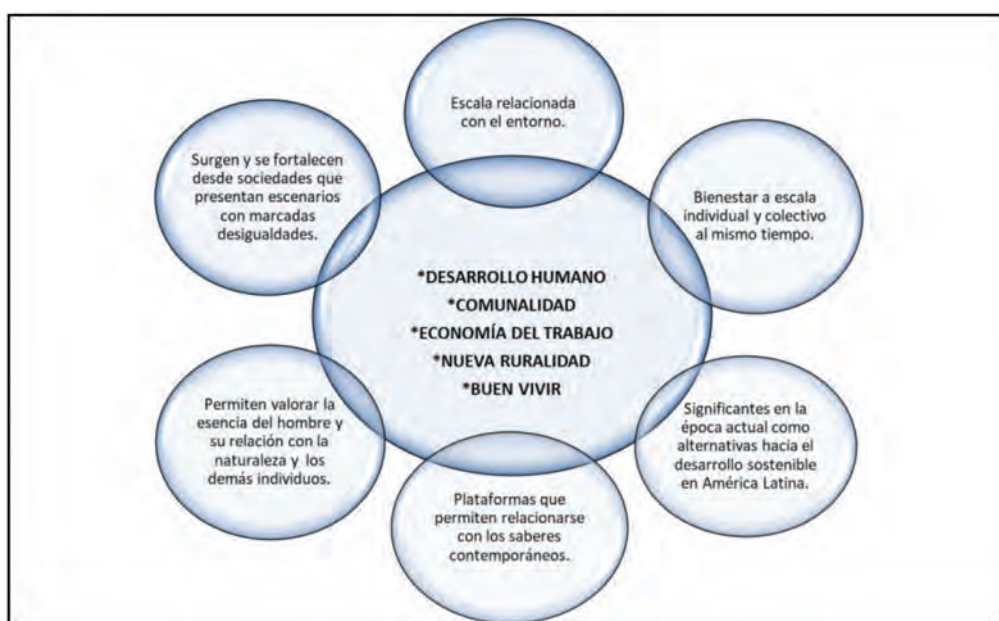 Escala relacionada
con el entorno.
Surgen y se fortalecen
desde sociedades que
presentan escenarios
con marcadas
desigualdades.
Bienestar a escala
individual y colectivo
al mismo tiempo.
*DESARROLLO HUMANO
*COMUNALIDAD
*ECONOMÍA DEL TRABAJO
*NUEVA RURALIDAD
*BUEN VIVIR
Permiten valorar la
esencia del hombre y
su relación con la
naturaleza y los
demás individuos.
Significantes en la
época actual como
alternativas hacia el
desarrollo sostenible
en América Latina.
Plataformas que
permiten relacionarse
con los saberes
contemporáneos.